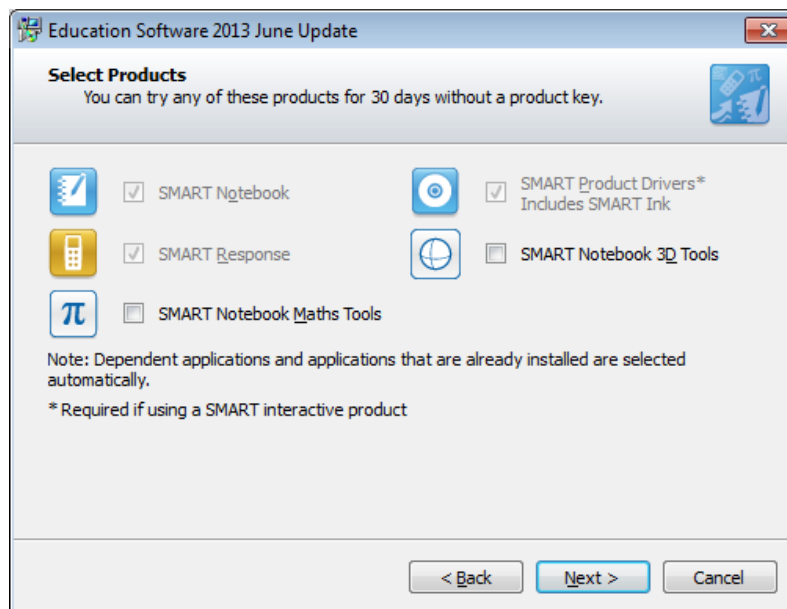 Education Software 2013 June Update
Select Products
You can try any of these products for 30 days without a product key.
SMART Notebook
SMART Product Drivers*
Includes SMART Ink
SMART Response
SMART Notebook 3D Tools
π
SMART Notebook Maths Tools
Note: Dependent applications and applications that are already installed are selected
automatically.
* Required if using a SMART interactive product
< Back
Next >
Cancel